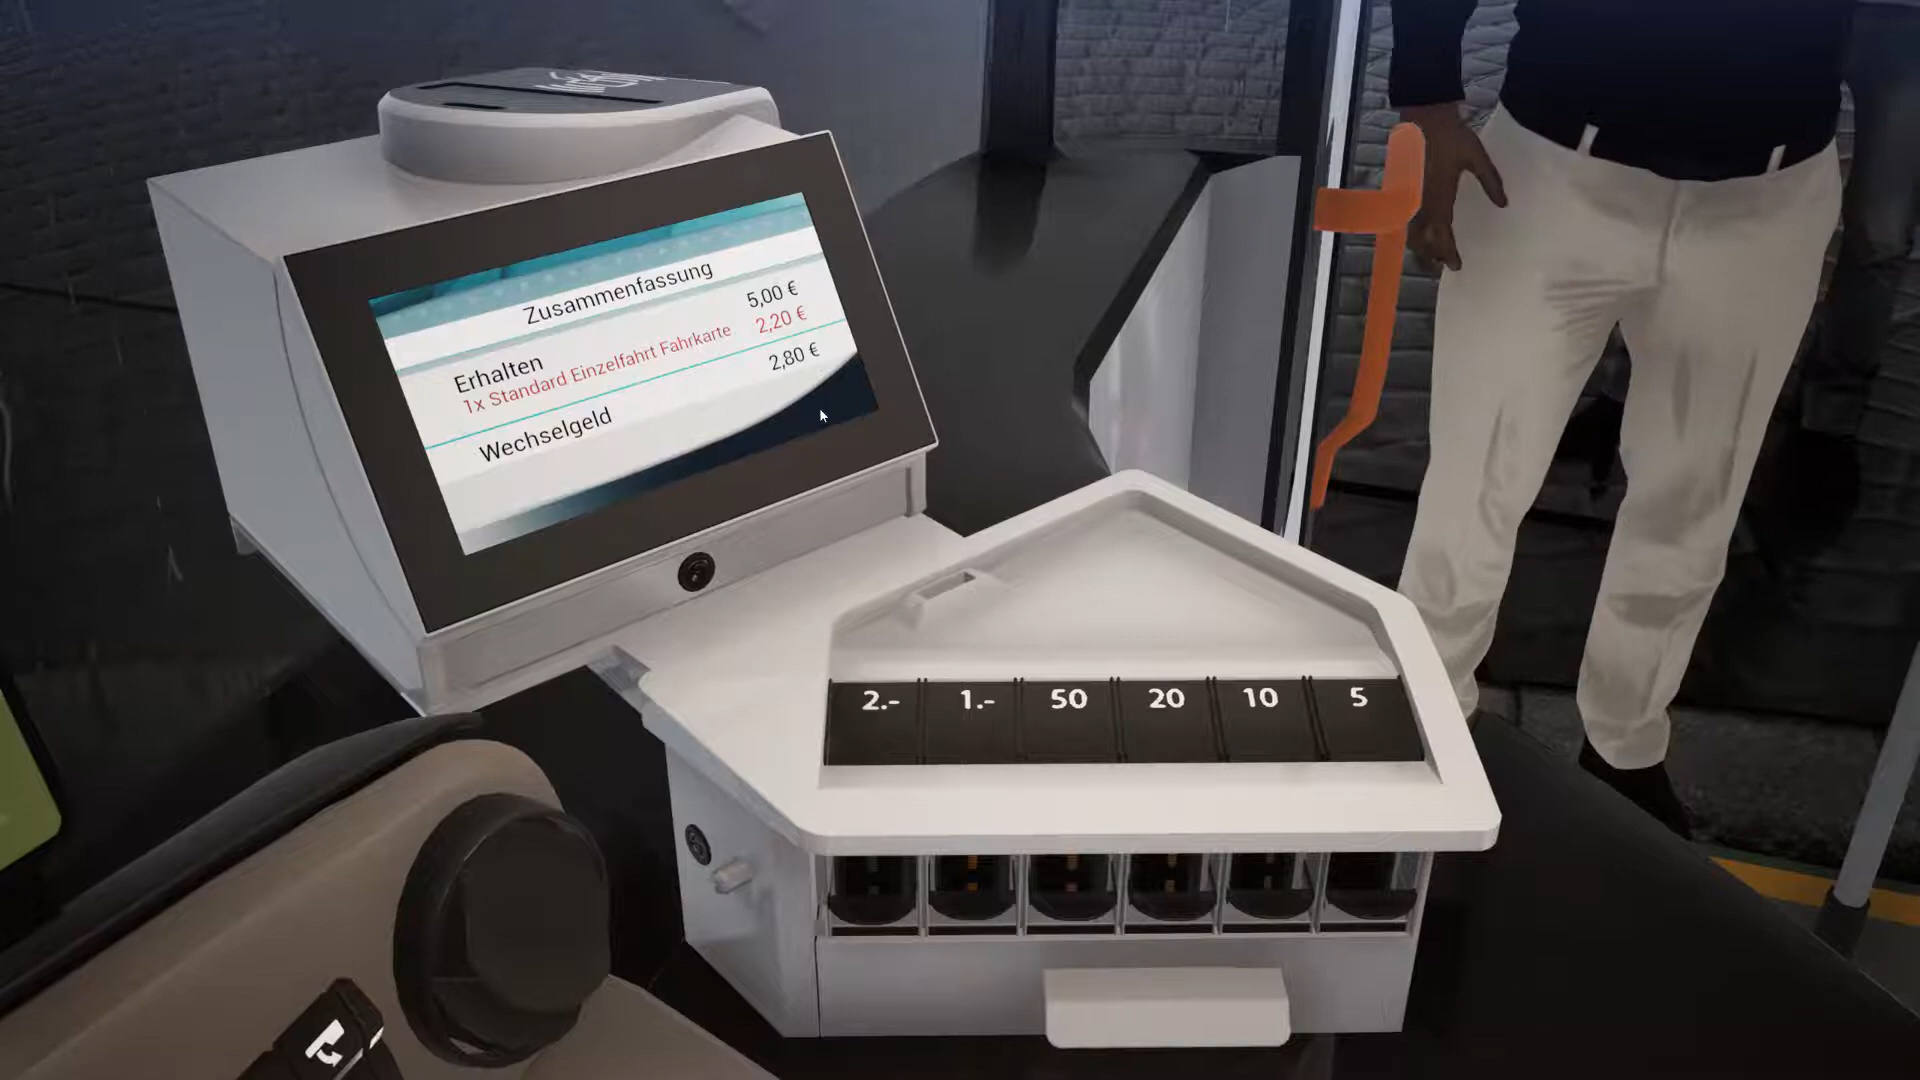 Zusammenfassung
Erhalten 5,00 €
1x Standard Einzelfahrt Fahrkarte 2,20 €
Wechselgeld 2,80 €
2.- 1.- 50 20 10 5